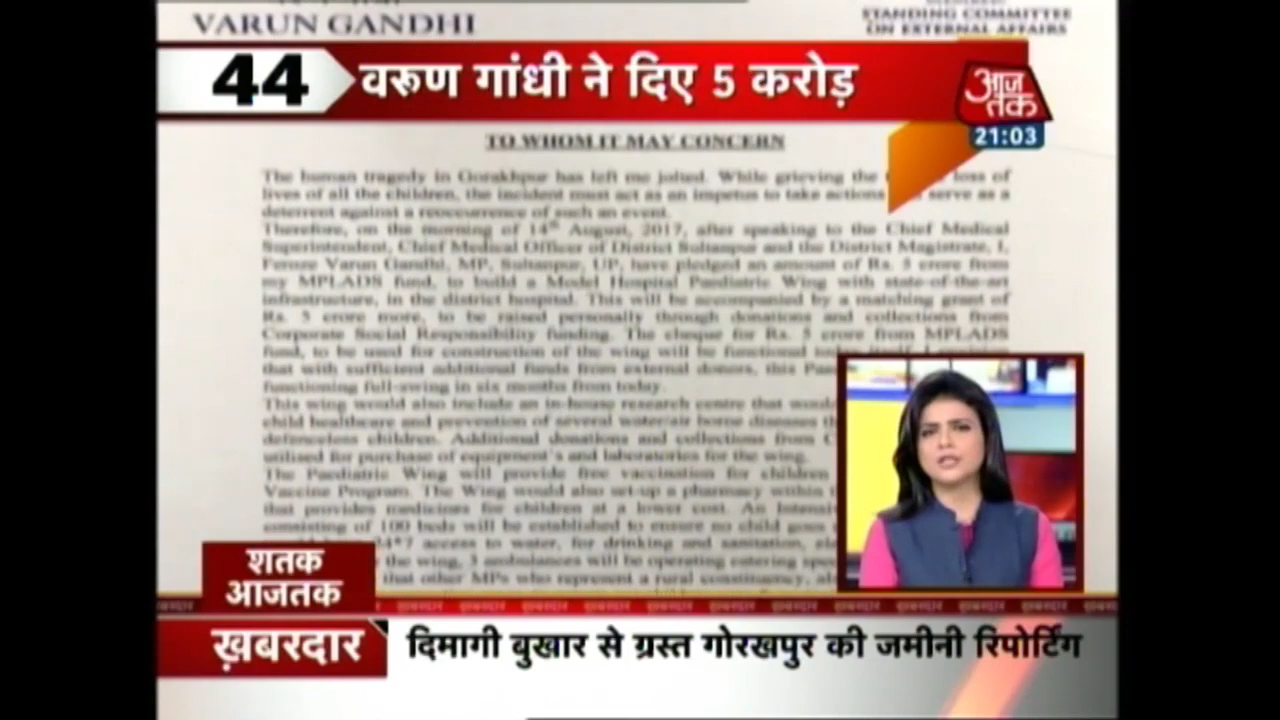 VARUN GANDHI
STANDING COMMITTEE
ON EXTERNAL AFFAIRS
44 वरूण गांधी ने दिए 5 करोड़
आज तक
21:03
TO WHOM IT MAY CONCERN
The human tragedy in Gorakhpur has left me jolted. While grieving the loss of
lives of all the children, the incident must act as an impetus to take actions serve as a
deterrent against a reoccurrence of such an event.
Therefore, on the morning of 14th August, 2017, after speaking to the Chief Medical
Superintendent, Chief Medical Officer of District Sultanpur and the District Magistrate, I,
Feroze Varun Gandhi, MP, Sultanpur, UP, have pledged an amount of Rs. 5 crore from
my MPLADS fund, to build a Model Hospital Paediatric Wing with state-of-the-art
infrastructure, in the district hospital. This will be accompanied by a matching grant of
Rs. 5 crore more, to be raised personally through donations and collections from
Corporate Social Responsibility funding. The cheque for Rs. 5 crore from MPLADS
fund, to be used for construction of the wing will be functional
that with sufficient additional funds from external donors, this
functioning full-swing in six months from today.
This wing would also include an in-house research centre that
child healthcare and prevention of several water/air borne diseases
defenceless children. Additional donations and collections from
utilised for purchase of equipment's and laboratories for the wing.
The Paediatric Wing will provide free vaccination for children
Vaccine Program. The Wing would also set-up a pharmacy within
that provides medicines for children at a lower cost. An
consisting of 100 beds will be established to ensure no child goes
24*7 access to water, for drinking and sanitation,
the wing, 3 ambulances will be operating entering
that other MPs who represent a rural constituency,
शतक
आजतक
ख़बरदार
दिमागी बुखार से ग्रस्त गोरखपुर की जमीनी रिपोर्टिंग